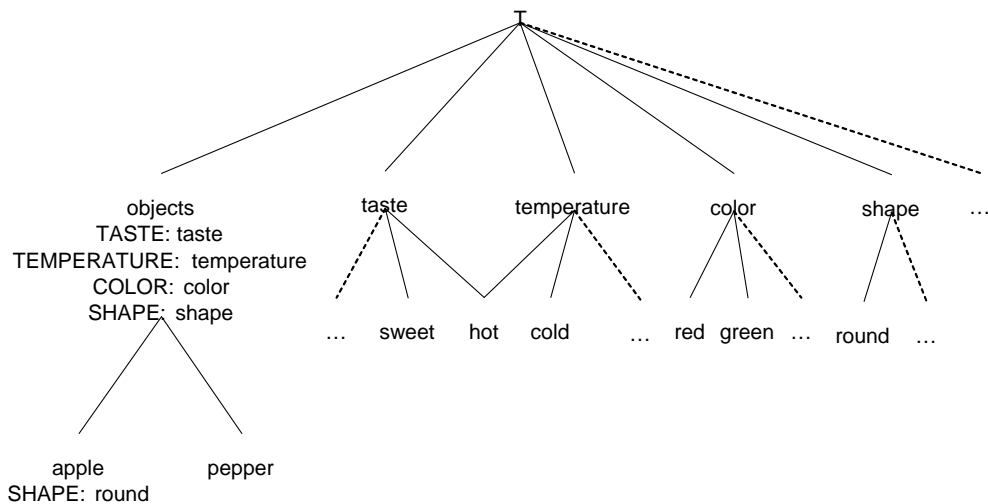 T
objects
TASTE: taste
TEMPERATURE: temperature
COLOR: color
SHAPE: shape
taste
temperature
color
shape
...
...
sweet
hot
cold
...
red
green
...
round
...
apple
SHAPE: round
pepper